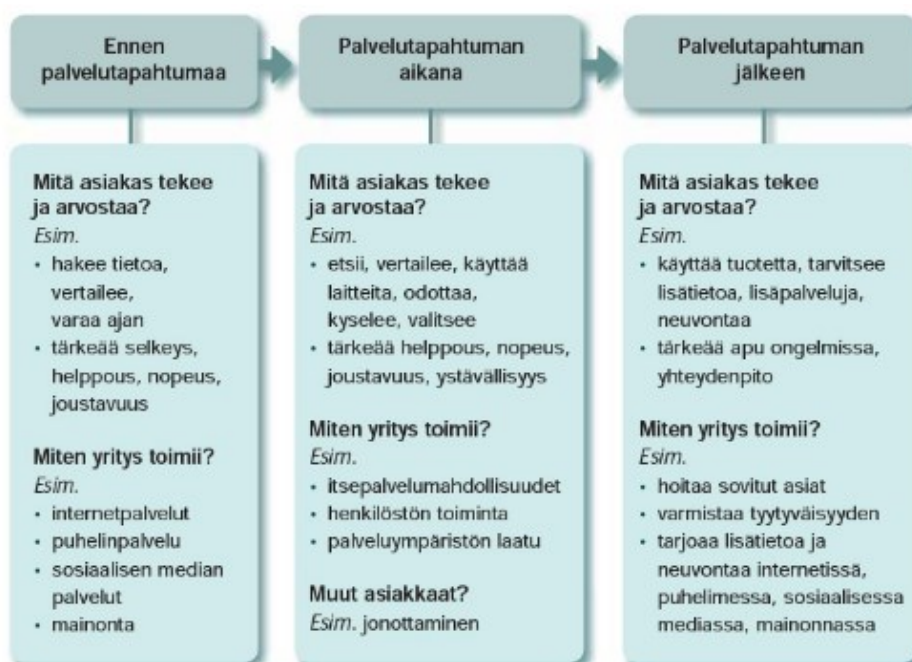 Ennen
palvelutapahtumaa
Palvelutapahtuman
aikana
Palvelutapahtuman
jälkeen
Mitä asiakas tekee
ja arvostaa?
Esim.
• hakee tietoa,
vertailee,
varaa ajan
• tärkeää selkeys,
helppous, nopeus,
joustavuus
Miten yritys toimii?
Esim.
• internetpalvelut
• puhelinpalvelu
• sosiaalisen median
palvelut
• mainonta
Mitä asiakas tekee
ja arvostaa?
Esim.
• etsii, vertailee, käyttää
laitteita, odottaa,
kyselee, valitsee
• tärkeää helppous, nopeus,
joustavuus, ystävällisyys
Miten yritys toimii?
Esim.
• itsepalvelumahdollisuudet
• henkilöstön toiminta
• palveluympäristön laatu
Muut asiakkaat?
Esim. jonottaminen
Mitä asiakas tekee
ja arvostaa?
Esim.
• käyttää tuotetta, tarvitsee
lisätietoa, lisäpalveluja,
neuvontaa
• tärkeää apu ongelmissa,
yhteydenpito
Miten yritys toimii?
Esim.
• hoitaa sovitut asiat
• varmistaa tyytyväisyyden
• tarjoaa lisätietoa ja
neuvontaa internetissä,
puhelimessa, sosiaalisessa
mediassa, mainonnassa